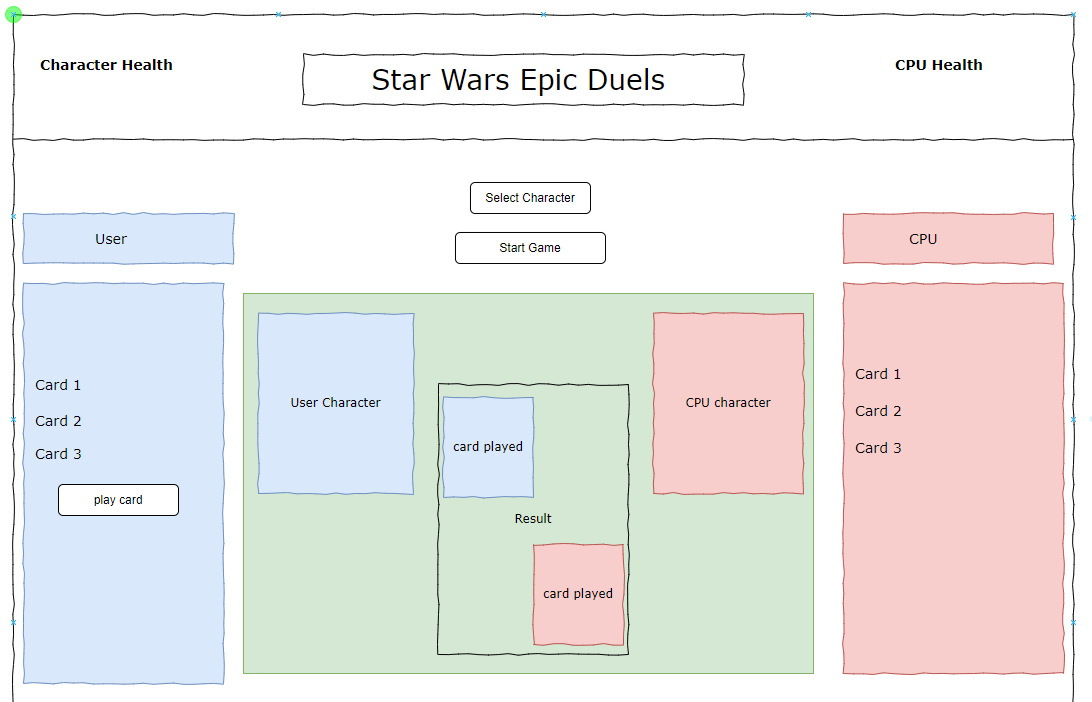 Character Health
Star Wars Epic Duels
CPU Health
Select Character
Start Game
User
CPU
Card 1
Card 2
Card 3
play card
User Character
card played
Result
card played
CPU character
Card 1
Card 2
Card 3